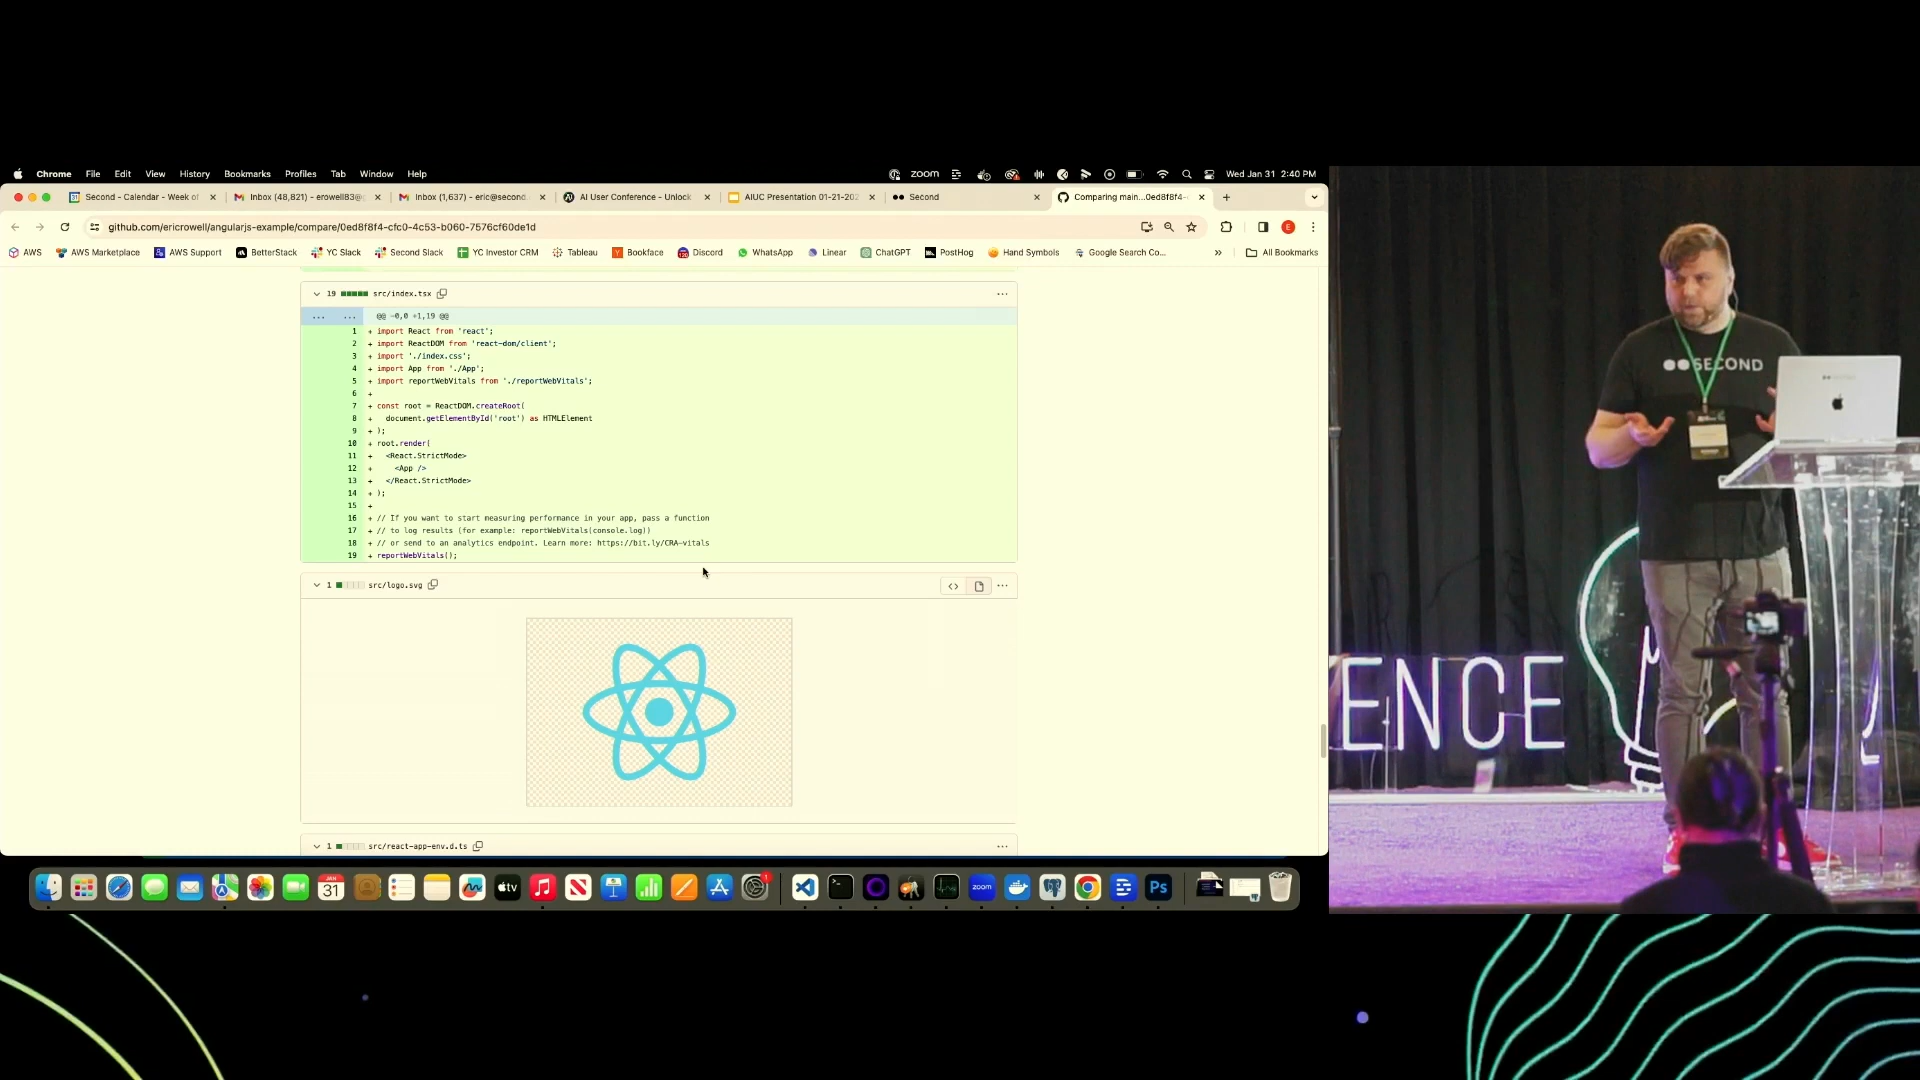 Chrome File Edit View History Bookmarks Profiles Tab Window Help
zoom
Wed Jan 31 2:40 PM
Second - Calendar - Week of
Inbox (48,821) - erowell83@
Inbox (1,637) - eric@second.
AI User Conference - Unlock
AIUC Presentation 01-21-202
Second
Comparing main...0ed8f8f4-
github.com/ericrowell/angularjs-example/compare/0ed8f8f4-cfc0-4c53-b060-7576cf60de1d
E
AWS
AWS Marketplace
AWS Support
BetterStack
YC Slack
Second Slack
YC Investor CRM
Tableau
Bookface
Discord
WhatsApp
Linear
ChatGPT
PostHog
Hand Symbols
Google Search Co...
»
All Bookmarks
19 src/index.tsx
... ... @@ -0,0 +1,19 @@
1 + import React from 'react';
2 + import ReactDOM from 'react-dom/client';
3 + import './index.css';
4 + import App from './App';
5 + import reportWebVitals from './reportWebVitals';
6 +
7 + const root = ReactDOM.createRoot(
8 + document.getElementById('root') as HTMLElement
9 + );
10 + root.render(
11 + <React.StrictMode>
12 + <App />
13 + </React.StrictMode>
14 + );
15 +
16 + // If you want to start measuring performance in your app, pass a function
17 + // to log results (for example: reportWebVitals(console.log))
18 + // or send to an analytics endpoint. Learn more: https://bit.ly/CRA-vitals
19 + reportWebVitals();
1 src/logo.svg
1 src/react-app-env.d.ts
JAN
31
tv
1
zoom
Ps
SECOND
ENCE